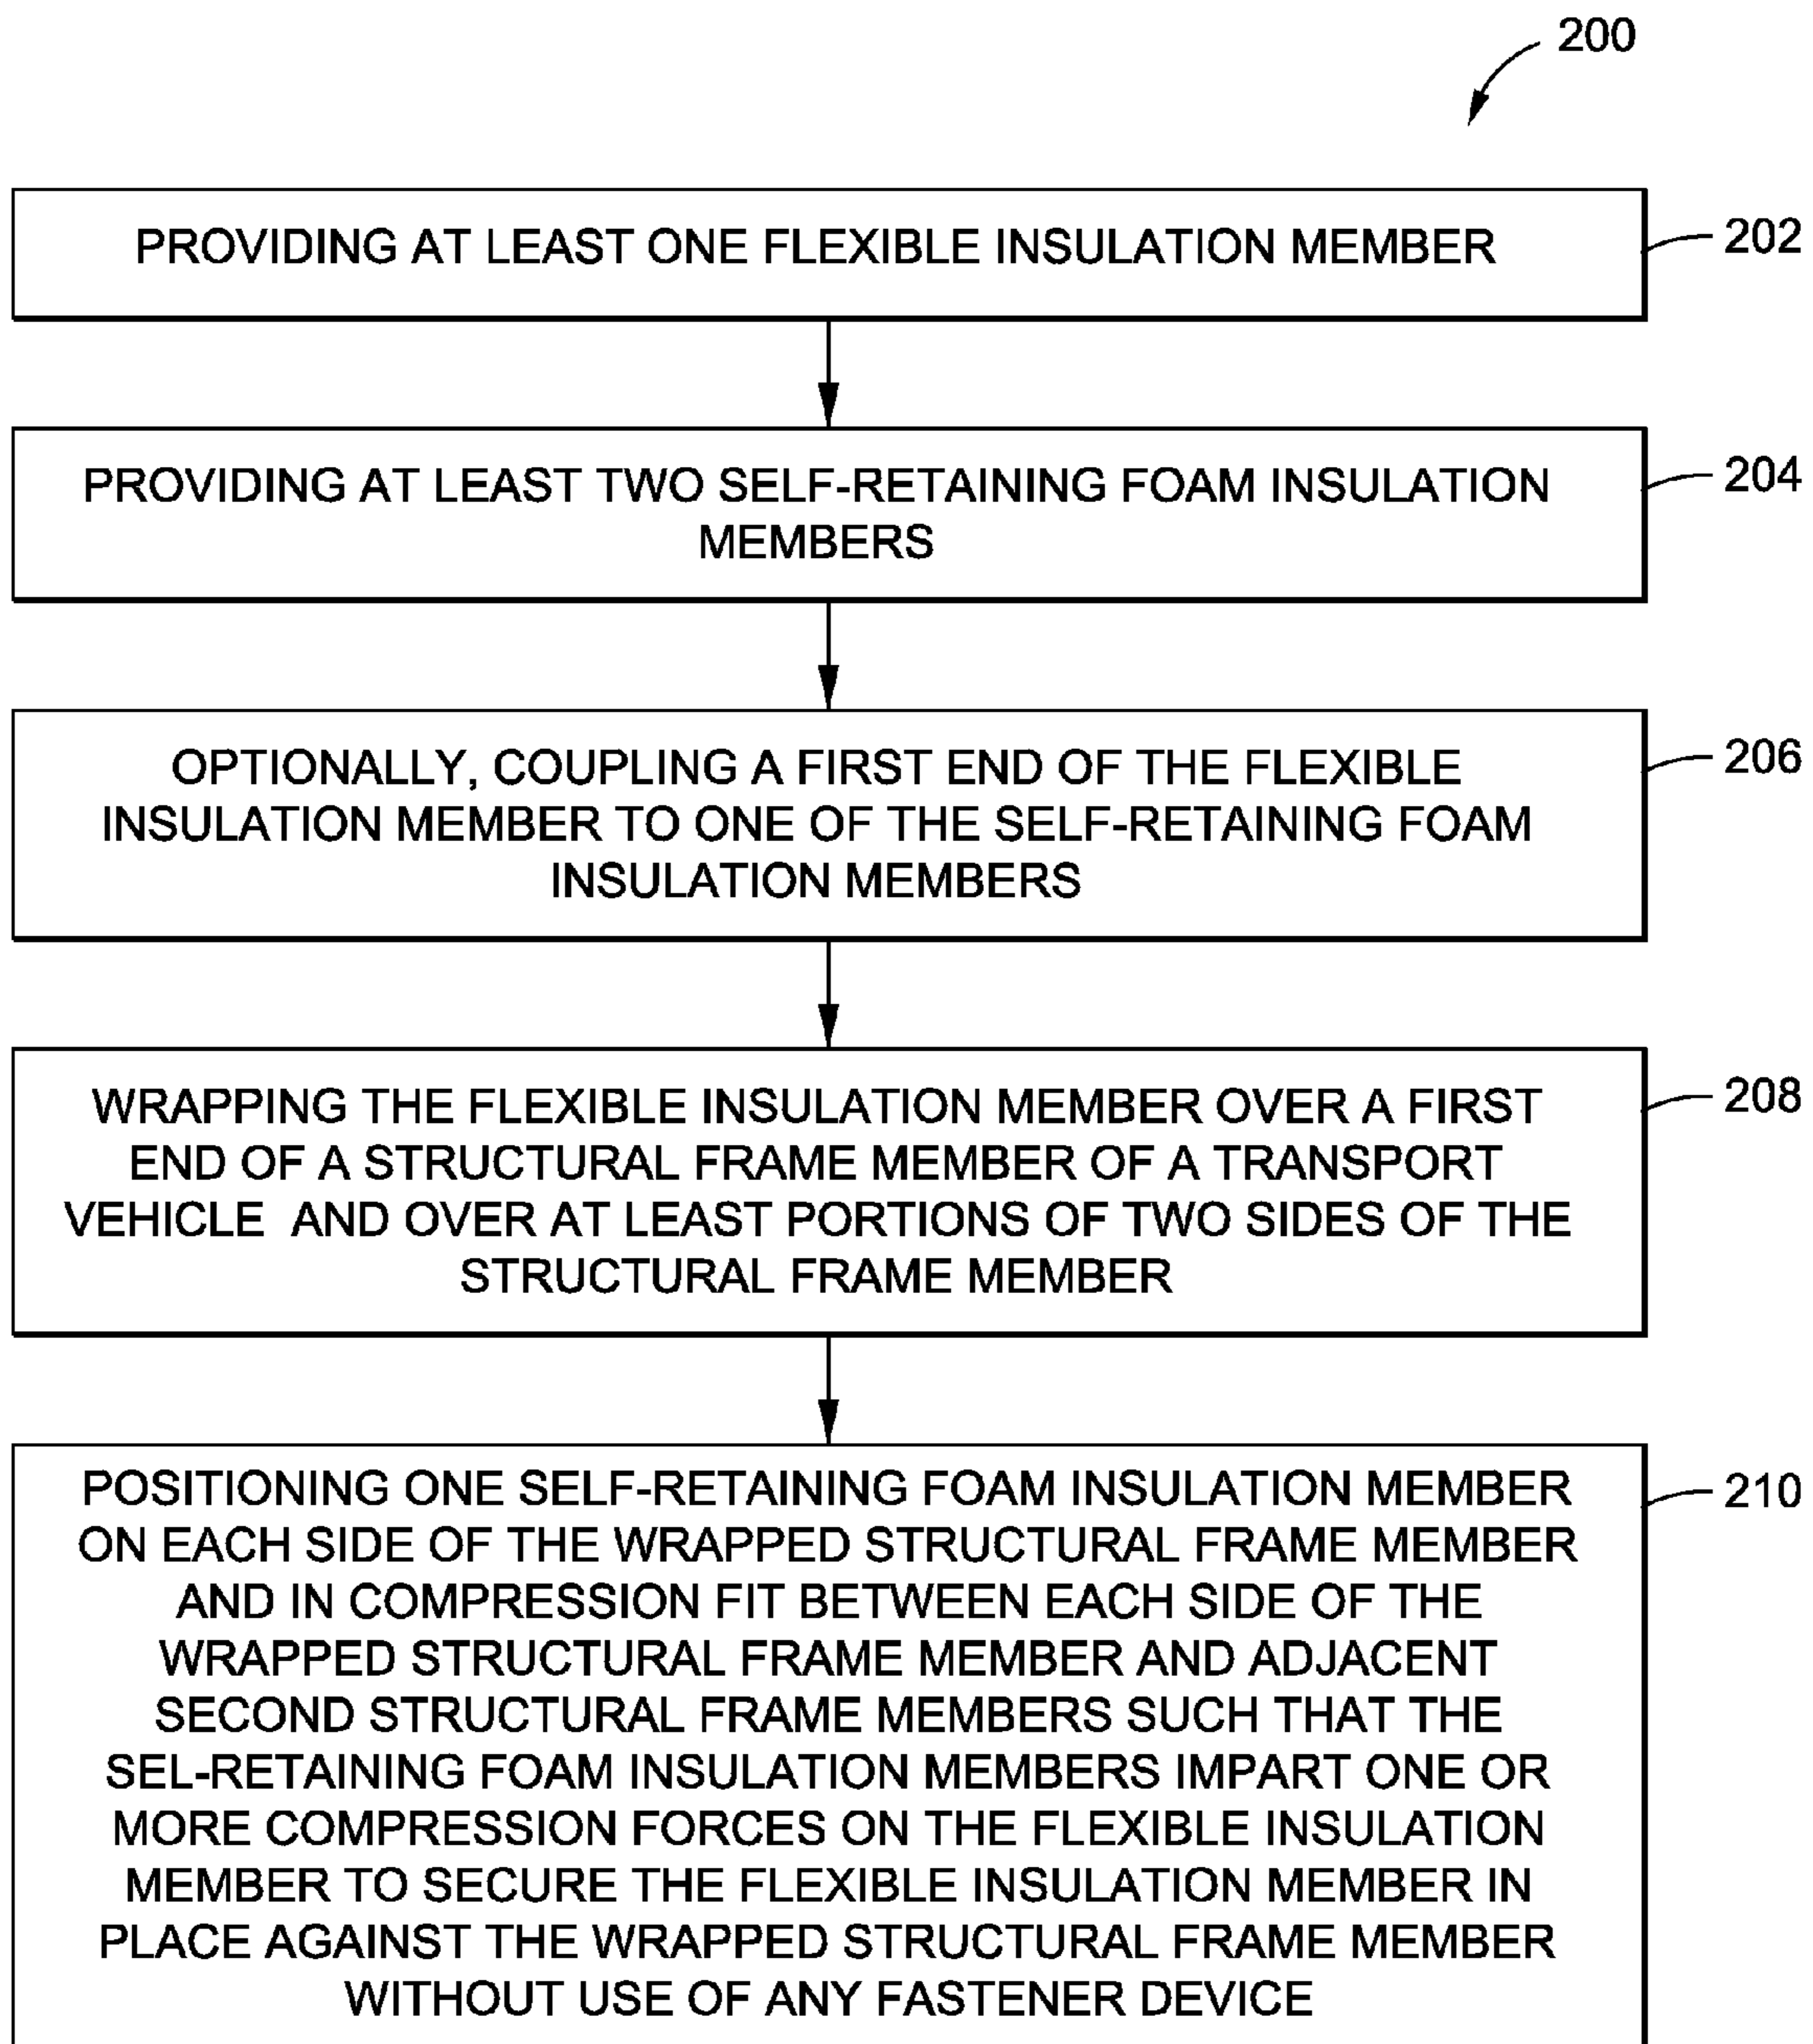 200
PROVIDING AT LEAST ONE FLEXIBLE INSULATION MEMBER
202
PROVIDING AT LEAST TWO SELF-RETAINING FOAM INSULATION
MEMBERS
204
OPTIONALLY, COUPLING A FIRST END OF THE FLEXIBLE
INSULATION MEMBER TO ONE OF THE SELF-RETAINING FOAM
INSULATION MEMBERS
206
WRAPPING THE FLEXIBLE INSULATION MEMBER OVER A FIRST
END OF A STRUCTURAL FRAME MEMBER OF A TRANSPORT
VEHICLE AND OVER AT LEAST PORTIONS OF TWO SIDES OF THE
STRUCTURAL FRAME MEMBER
208
POSITIONING ONE SELF-RETAINING FOAM INSULATION MEMBER
ON EACH SIDE OF THE WRAPPED STRUCTURAL FRAME MEMBER
AND IN COMPRESSION FIT BETWEEN EACH SIDE OF THE
WRAPPED STRUCTURAL FRAME MEMBER AND ADJACENT
SECOND STRUCTURAL FRAME MEMBERS SUCH THAT THE
SEL-RETAINING FOAM INSULATION MEMBERS IMPART ONE OR
MORE COMPRESSION FORCES ON THE FLEXIBLE INSULATION
MEMBER TO SECURE THE FLEXIBLE INSULATION MEMBER IN
PLACE AGAINST THE WRAPPED STRUCTURAL FRAME MEMBER
WITHOUT USE OF ANY FASTENER DEVICE
210